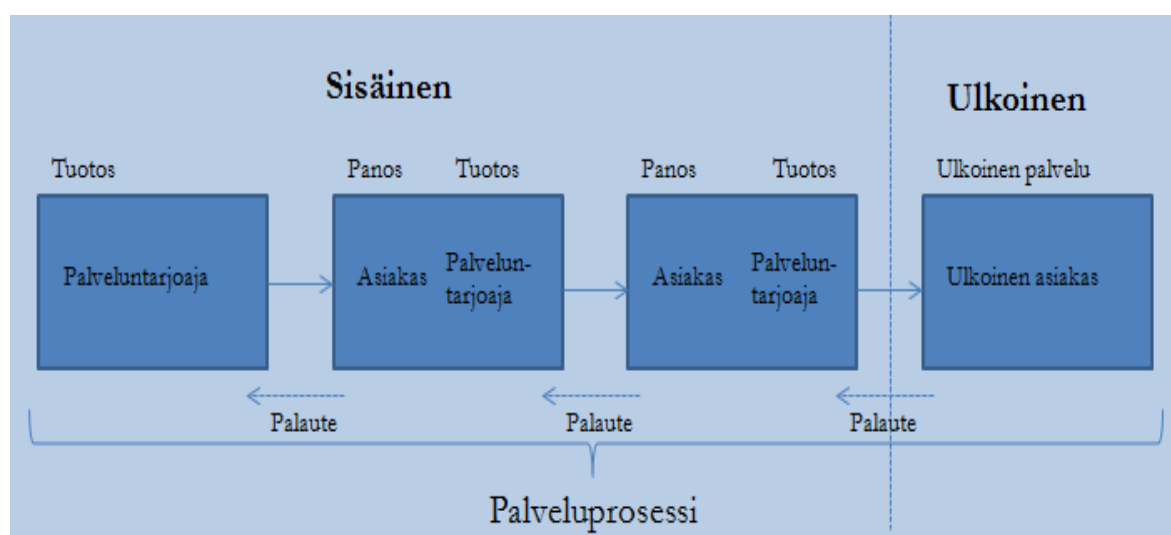 Sisäinen
Ulkoinen
Tuotos
Panos
Tuotos
Panos
Tuotos
Ulkoinen palvelu
Palveluntarjoaja
Asiakas
Palvelun-
tarjoaja
Asiakas
Palvelun-
tarjoaja
Ulkoinen asiakas
Palaute
Palaute
Palaute
Palveluprosessi